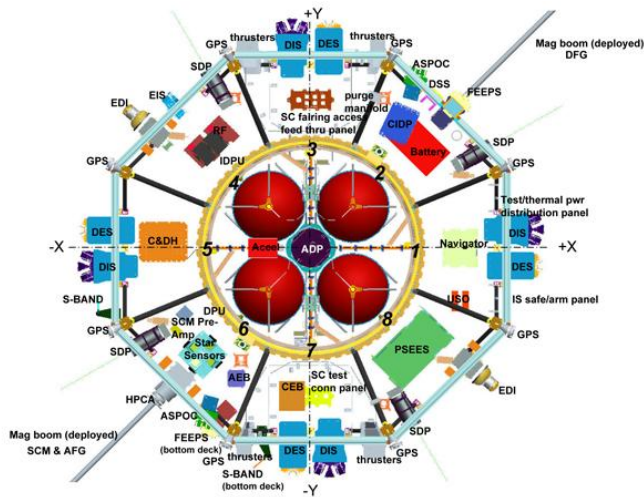 +Y
thrusters
DIS
DES
thrusters
GPS
GPS
SDP
ASPOC
DSS
FEEPS
Mag boom (deployed)
DFG
EDI
EIS
RF
IDPU
purge
manifold
SC fairing access
feed thru panel
CIDP
Battery
SDP
GPS
GPS
3
4
2
Test/thermal pwr
distribution panel
-X
DES
DIS
C&DH
5
Accel
ADP
1
Navigator
DIS
DES
+X
S-BAND
USO
IS safe/arm panel
GPS
GPS
SDP
SCM Pre-
Amp
DPU
6
7
8
Star
Sensors
PSEES
AEB
CEB
SC test
conn panel
EDI
HPCA
ASPOC
FEEPS
(bottom deck)
Mag boom (deployed)
SCM & AFG
SDP
GPS
GPS
thrusters
DES
DIS
thrusters
S-BAND
(bottom deck)
-Y